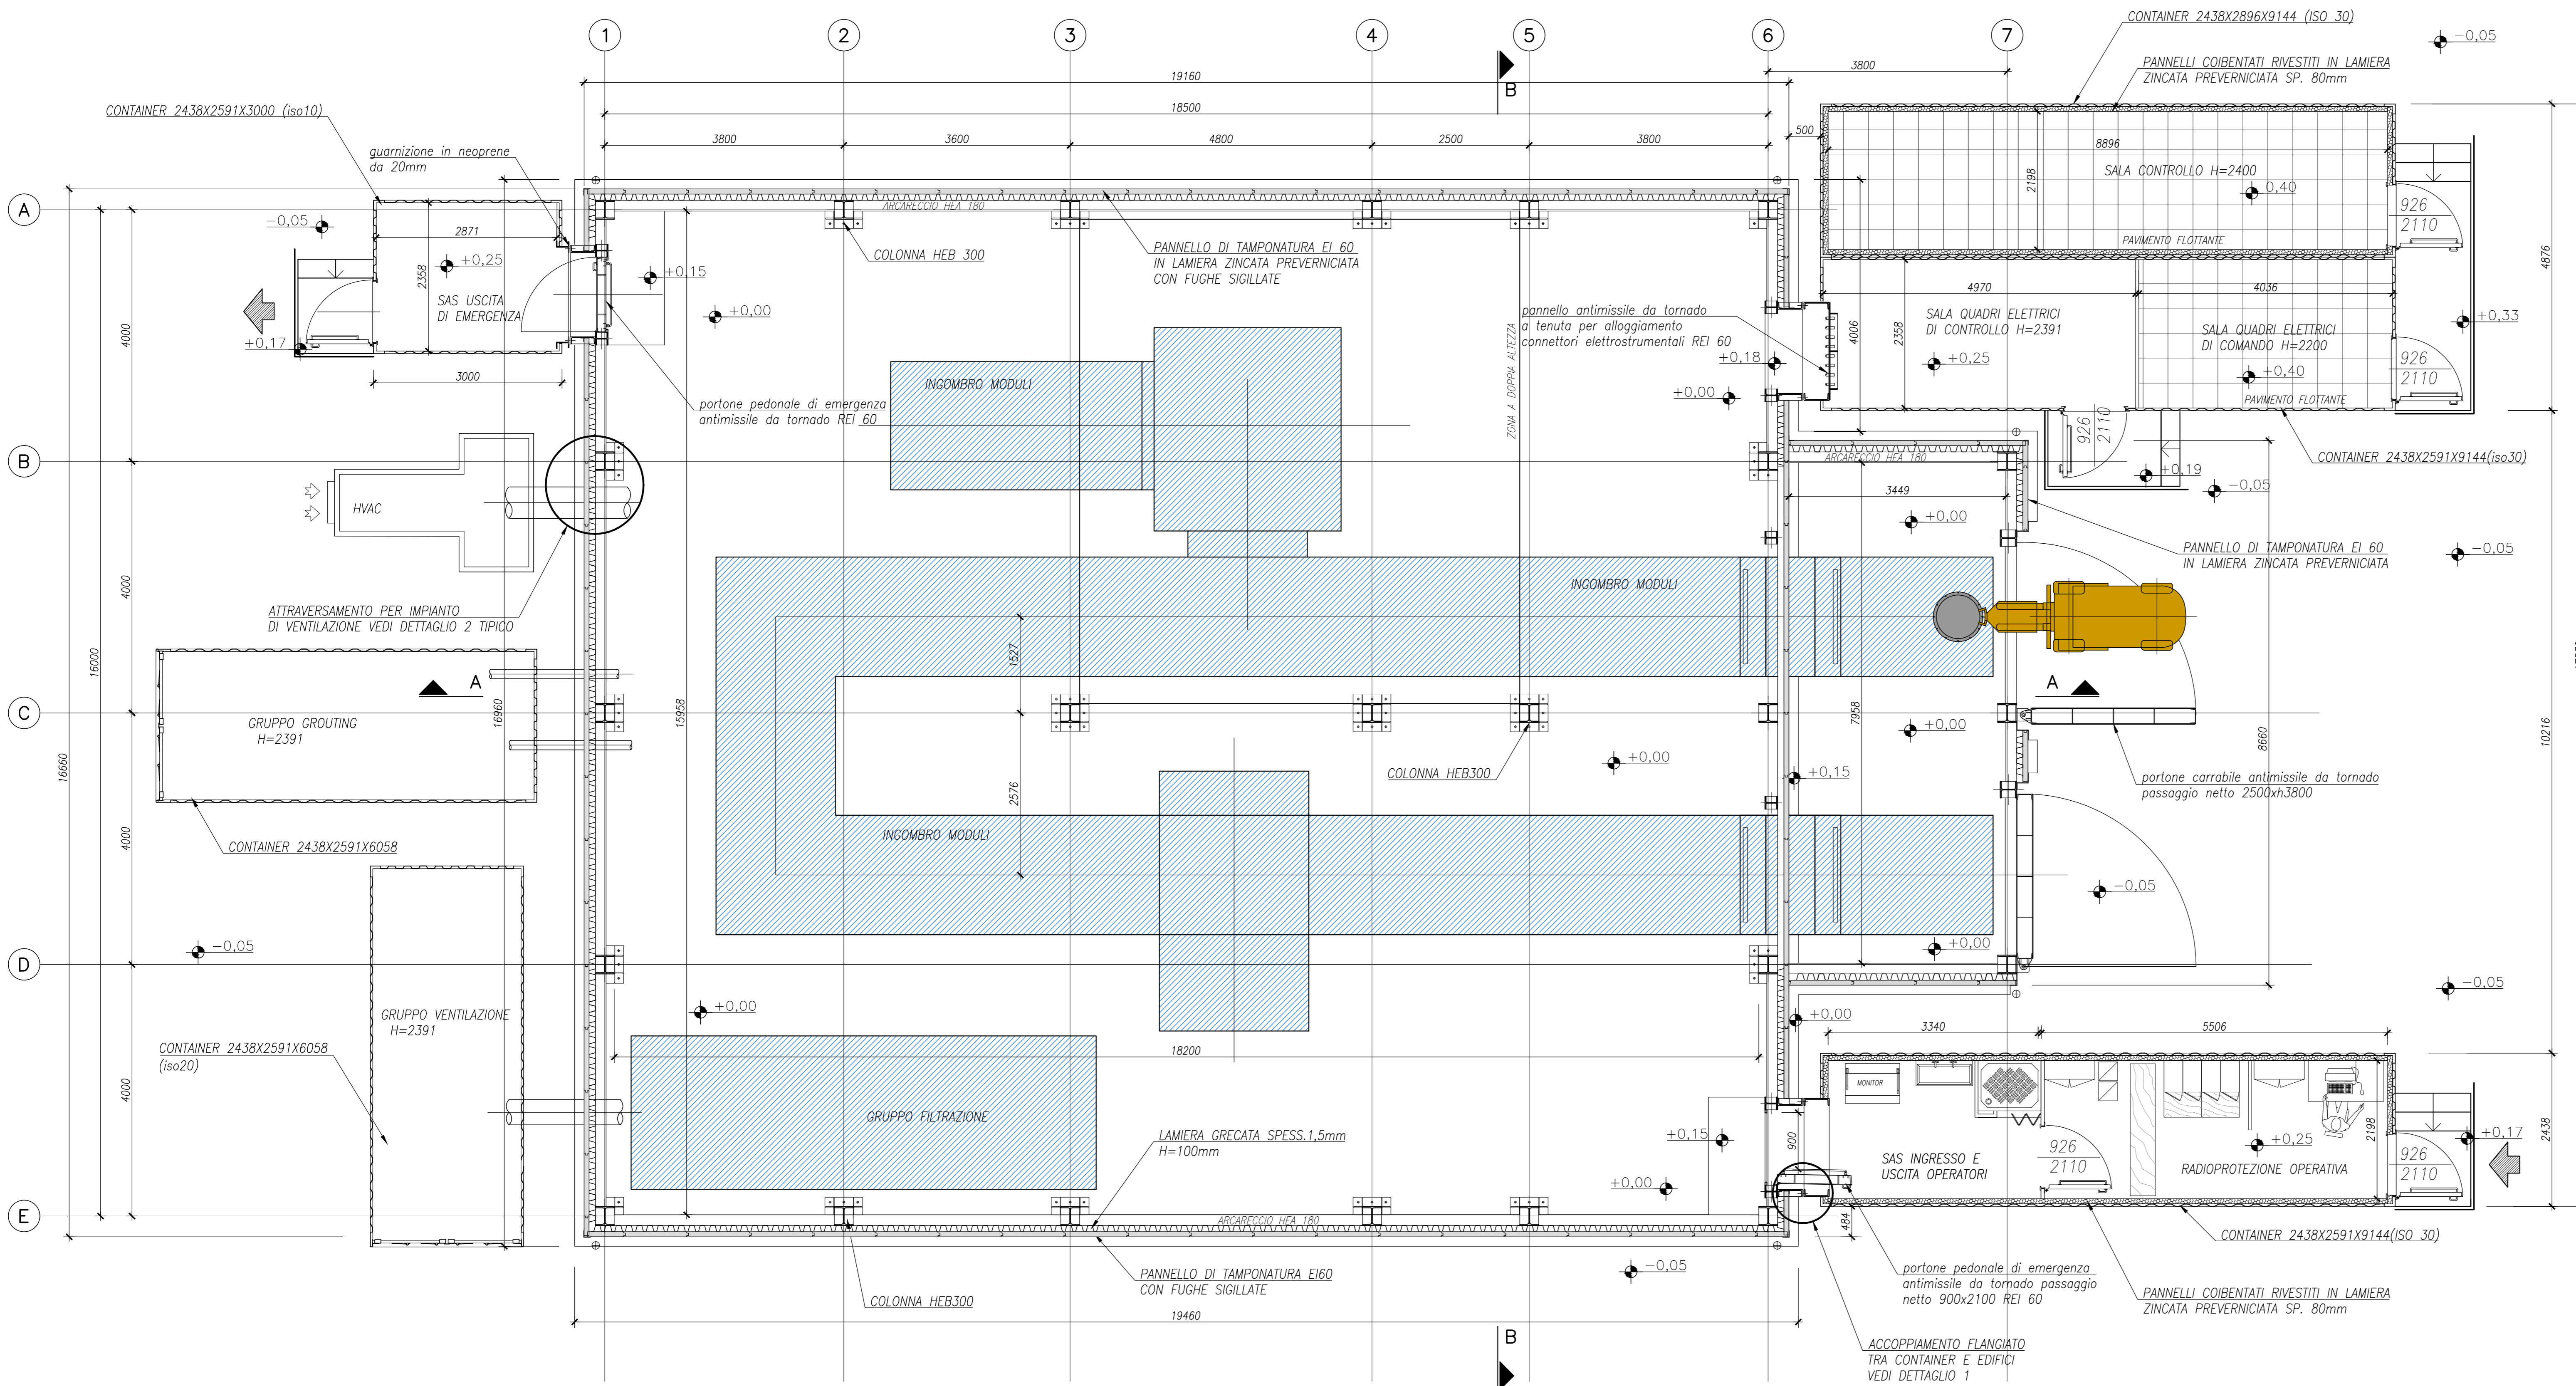 1
2
3
4
5
6
7
CONTAINER 2438X2896X9144 (ISO 30)
-0,05
3800
PANNELLI COIBENTATI RIVESTITI IN LAMIERA
ZINCATA PREVERNICIATA SP. 80mm
19160
B
18500
CONTAINER 2438X2591X3000 (iso10)
guarnizione in neoprene
da 20mm
3800
3600
4800
2500
3800
500
8896
2198
SALA CONTROLLO H=2400
+0,40
926
2110
PAVIMENTO FLOTTANTE
4876
A
-0,05
2871
+0,25
2358
SAS USCITA
DI EMERGENZA
+0,17
3000
+0,15
+0,00
ARCARECCIO HEA 180
COLONNA HEB 300
PANNELLO DI TAMPONATURA EI 60
IN LAMIERA ZINCATA PREVERNICIATA
CON FUGHE SIGILLATE
pannello antimissile da tornado
a tenuta per alloggiamento
connettori elettrostrumentali REI 60
ZONA A DOPPIA ALTEZZA
+0,18
+0,00
4006
2358
4970
4036
SALA QUADRI ELETTRICI
DI CONTROLLO H=2391
+0,25
SALA QUADRI ELETTRICI
DI COMANDO H=2200
+0,40
PAVIMENTO FLOTTANTE
+0,33
926
2110
INGOMBRO MODULI
portone pedonale di emergenza
antimissile da tornado REI 60
4000
B
ARCARECCIO HEA 180
926
2110
+0,19
CONTAINER 2438X2591X9144(iso30)
-0,05
HVAC
3449
+0,00
PANNELLO DI TAMPONATURA EI 60
IN LAMIERA ZINCATA PREVERNICIATA
-0,05
INGOMBRO MODULI
ATTRAVERSAMENTO PER IMPIANTO
DI VENTILAZIONE VEDI DETTAGLIO 2 TIPICO
4000
16000
16660
16960
15958
1527
A
A
C
GRUPPO GROUTING
H=2391
7958
+0,00
8660
10216
+0,00
COLONNA HEB300
+0,15
portone carrabile antimissile da tornado
passaggio netto 2500xh3800
2576
4000
INGOMBRO MODULI
CONTAINER 2438X2591X6058
-0,05
-0,05
+0,00
D
-0,05
GRUPPO VENTILAZIONE
H=2391
+0,00
+0,00
3340
5506
CONTAINER 2438X2591X6058
(iso20)
18200
4000
GRUPPO FILTRAZIONE
LAMIERA GRECATA SPESS.1,5mm
H=100mm
+0,15
900
MONITOR
SAS INGRESSO E
USCITA OPERATORI
926
2110
+0,25
RADIOPROTEZIONE OPERATIVA
2198
926
2110
+0,17
2438
+0,00
E
ARCARECCIO HEA 180
484
CONTAINER 2438X2591X9144(ISO 30)
-0,05
PANNELLO DI TAMPONATURA EI60
CON FUGHE SIGILLATE
COLONNA HEB300
portone pedonale di emergenza
antimissile da tornado passaggio
netto 900x2100 REI 60
PANNELLI COIBENTATI RIVESTITI IN LAMIERA
ZINCATA PREVERNICIATA SP. 80mm
19460
B
ACCOPPIAMENTO FLANGIATO
TRA CONTAINER E EDIFICI
VEDI DETTAGLIO 1